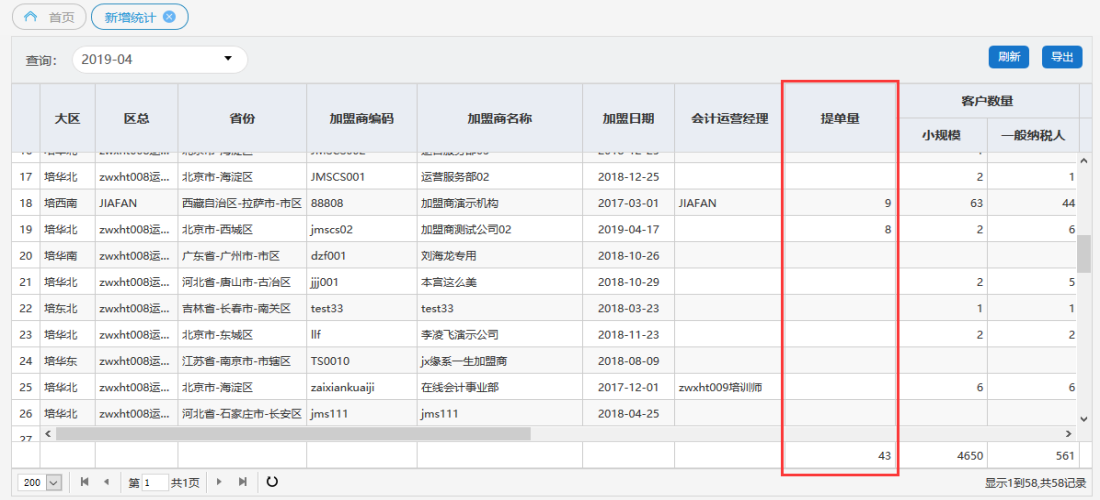 首页 新增统计
查询: 2019-04 刷新 导出
大区 区总 省份 加盟商编码 加盟商名称 加盟日期 会计运营经理 提单量 客户数量
小规模 一般纳税人
17 培华北 zwxht008运... 北京市-海淀区 JMSCS001 运营服务部02 2018-12-25 2 1
18 培西南 JIAFAN 西藏自治区-拉萨市-市区 88808 加盟商演示机构 2017-03-01 JIAFAN 9 63 44
19 培华北 zwxht008运... 北京市-西城区 jmscs02 加盟商测试公司02 2019-04-17 8 2 6
20 培华南 zwxht008运... 广东省-广州市-市区 dzf001 刘海龙专用 2018-10-26
21 培华北 zwxht008运... 河北省-唐山市-古冶区 jjj001 本宫这么美 2018-10-29 2 5
22 培东北 zwxht008运... 吉林省-长春市-南关区 test33 test33 2018-03-23 1 1
23 培华北 zwxht008运... 北京市-东城区 llf 李凌飞演示公司 2018-11-23 2 2
24 培华东 zwxht008运... 江苏省-南京市-市辖区 TS0010 jx缘系一生加盟商 2018-08-09
25 培华北 zwxht008运... 北京市-海淀区 zaixiankuaiji 在线会计事业部 2017-12-01 zwxht009培训师 6 6
26 培华北 zwxht008运... 河北省-石家庄市-长安区 jms111 jms111 2018-04-25
27
43 4650 561
200 第 1 共1页 显示1到58,共58记录